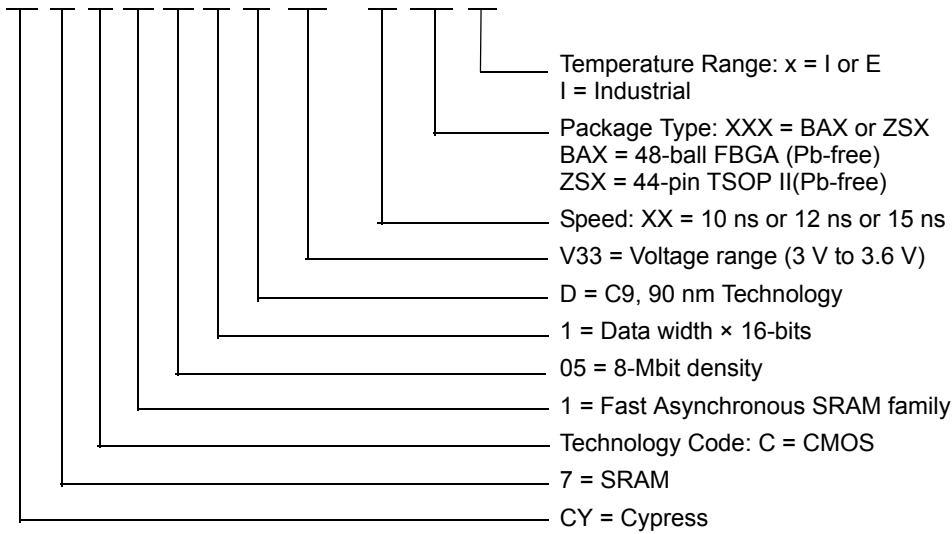 Temperature Range: x = I or E
I = Industrial
Package Type: XXX = BAX or ZSX
BAX = 48-ball FBGA (Pb-free)
ZSX = 44-pin TSOP II(Pb-free)
Speed: XX = 10 ns or 12 ns or 15 ns
V33 = Voltage range (3 V to 3.6 V)
D = C9, 90 nm Technology
1 = Data width × 16-bits
05 = 8-Mbit density
1 = Fast Asynchronous SRAM family
Technology Code: C = CMOS
7 = SRAM
CY = Cypress